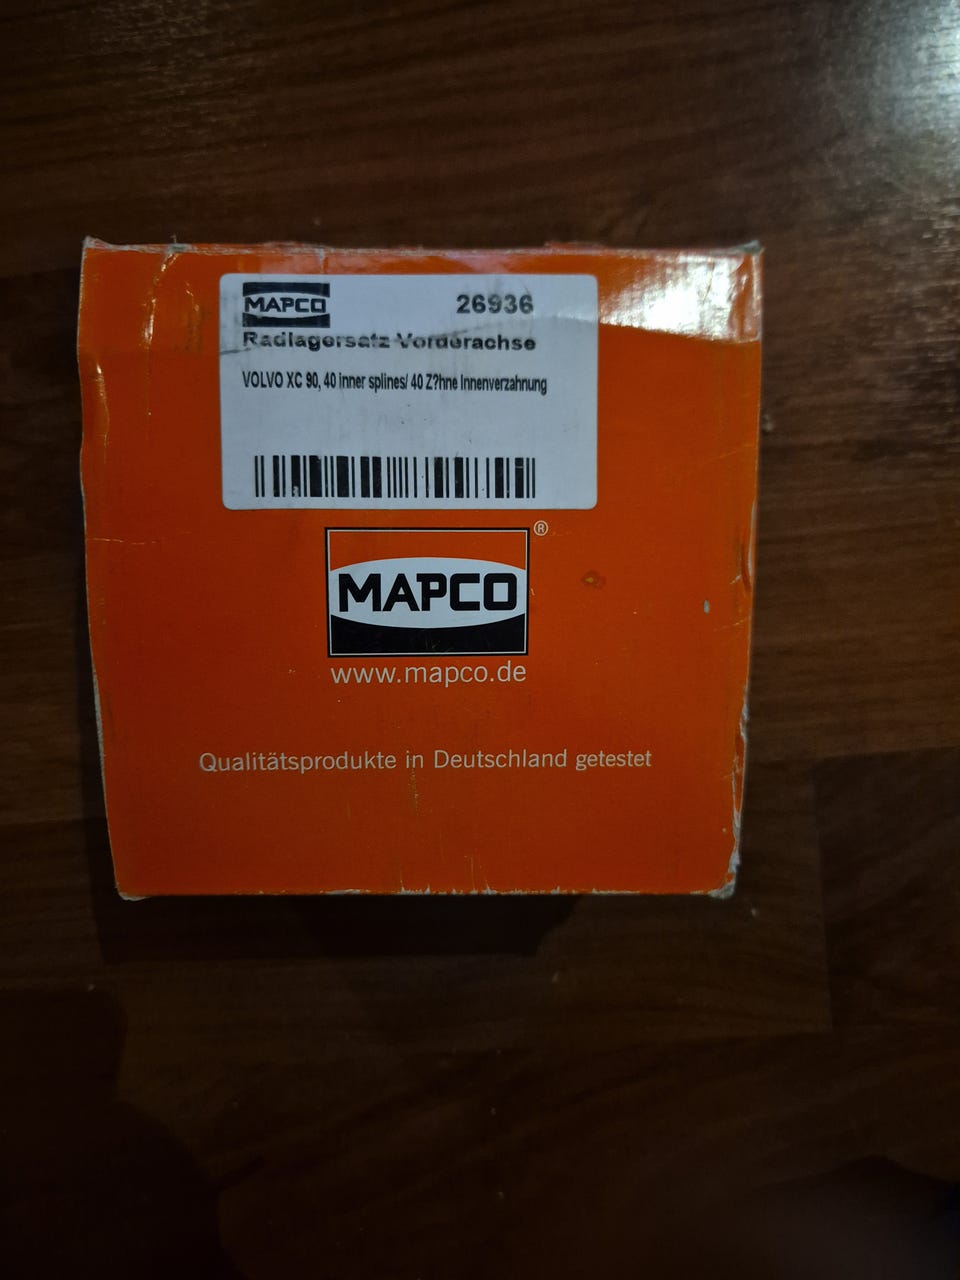 MAPCO
26936
Radlagersatz Vorderachse
VOLVO XC 90, 40 inner splines/ 40 Z?hne Innenverzahnung
®
MAPCO
www.mapco.de
Qualitätsprodukte in Deutschland getestet